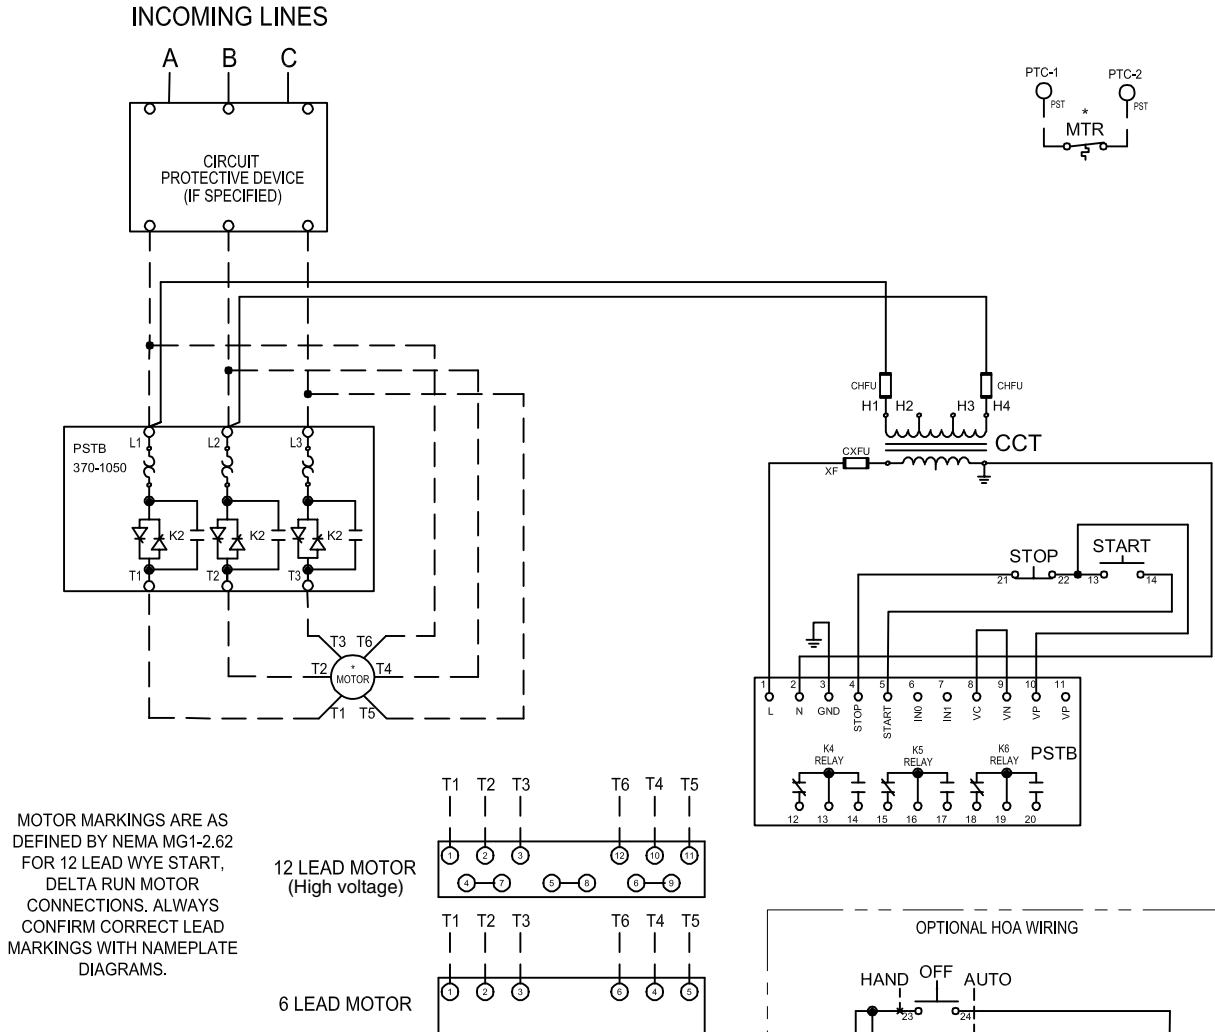 INCOMING LINES
A B C
CIRCUIT
PROTECTIVE DEVICE
(IF SPECIFIED)
PTC-1 PTC-2
PST PST
*
MTR
CHFU CHFU
H1 H2 H3 H4
CCT
CXFU
XF
PSTB
370-1050
L1 L2 L3
K2 K2 K2
T1 T2 T3
T3 T6
T2 * T4
MOTOR
T1 T5
STOP START
21 22 13 14
1 2 3 4 5 6 7 8 9 10 11
L N GND STOP START IN0 IN1 VC VN VP VP
PSTB
K4 K5 K6
RELAY RELAY RELAY
12 13 14 15 16 17 18 19 20
MOTOR MARKINGS ARE AS
DEFINED BY NEMA MG1-2.62
FOR 12 LEAD WYE START,
DELTA RUN MOTOR
CONNECTIONS. ALWAYS
CONFIRM CORRECT LEAD
MARKINGS WITH NAMEPLATE
DIAGRAMS.
T1 T2 T3 T6 T4 T5
12 LEAD MOTOR
(High voltage)
1 2 3 12 10 11
4 7 5 8 6 9
T1 T2 T3 T6 T4 T5
6 LEAD MOTOR
1 2 3 6 4 5
OPTIONAL HOA WIRING
HAND OFF AUTO
X 23 24